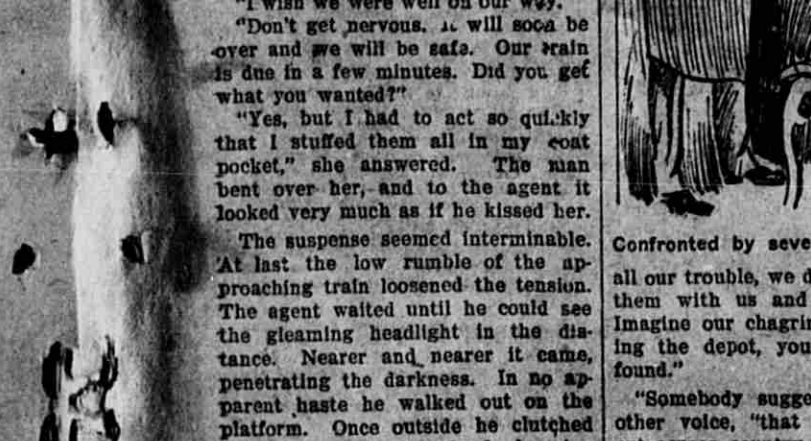 "I wish we were well on our way.
"Don't get nervous. It will soon be
over and we will be safe. Our train
is due in a few minutes. Did you get
what you wanted?"
"Yes, but I had to act so quickly
that I stuffed them all in my coat
pocket," she answered. The man
bent over her, and to the agent it
looked very much as if he kissed her.
The suspense seemed interminable.
At last the low rumble of the ap-
proaching train loosened the tension.
The agent waited until he could see
the gleaming headlight in the dis-
tance. Nearer and nearer it came,
penetrating the darkness. In no ap-
parent haste he walked out on the
platform. Once outside he clutched
Confronted by seve
all our trouble, we d
them with us and
Imagine our chagri
ing the depot, you
found."
"Somebody sugge
other voice, "that